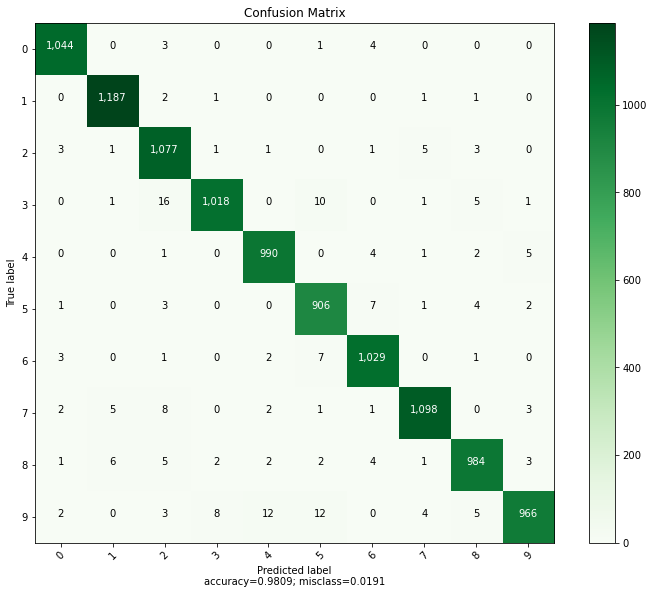 Confusion Matrix
0 1,044 0 3 0 0 1 4 0 0 0
1 0 1,187 2 1 0 0 0 1 1 0
2 3 1 1,077 1 1 0 1 5 3 0
3 0 1 16 1,018 0 10 0 1 5 1
4 0 0 1 0 990 0 4 1 2 5
5 1 0 3 0 0 906 7 1 4 2
6 3 0 1 0 2 7 1,029 0 1 0
7 2 5 8 0 2 1 1 1,098 0 3
8 1 6 5 2 2 2 4 1 984 3
9 2 0 3 8 12 12 0 4 5 966
True label
0 1 2 3 4 5 6 7 8 9
Predicted label
accuracy=0.9809; misclass=0.0191
1000
800
600
400
200
0